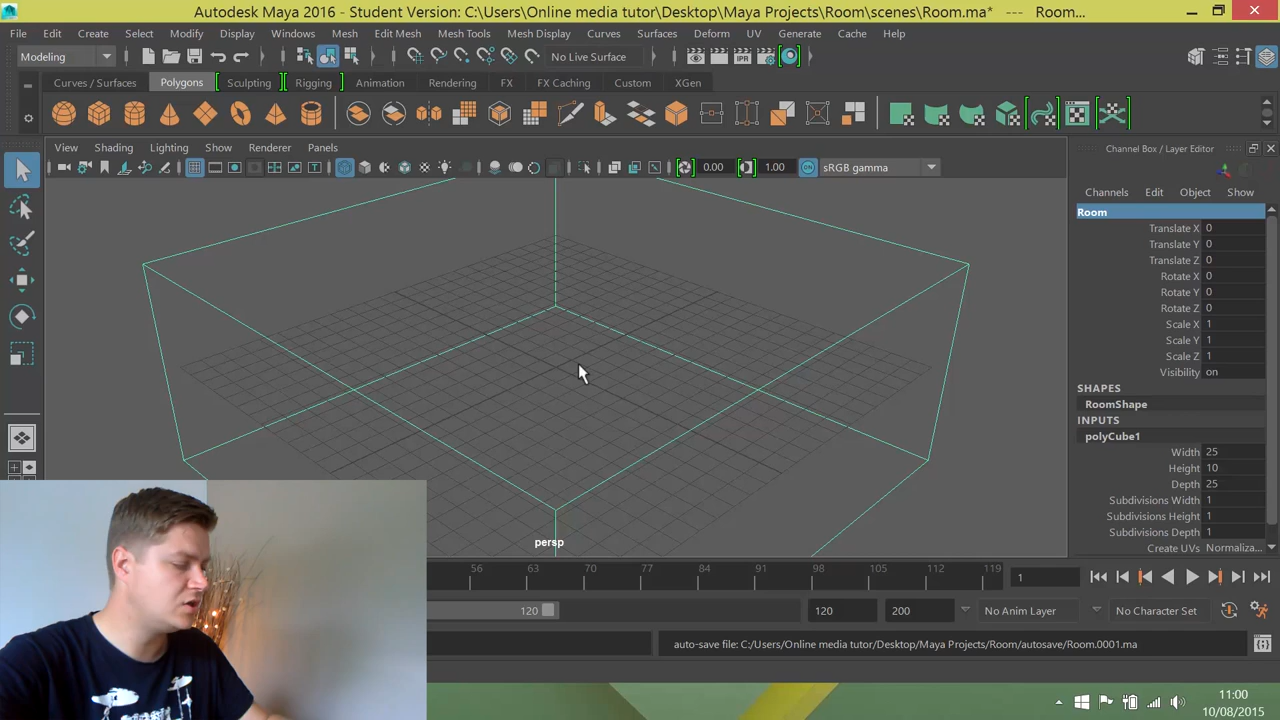 Autodesk Maya 2016 - Student Version: C:\Users\Online media tutor\Desktop\Maya Projects\Room\scenes\Room.ma* --- Room...
File Edit Create Select Modify Display Windows Mesh Edit Mesh Mesh Tools Mesh Display Curves Surfaces Deform UV Generate Cache Help
Modeling No Live Surface
Curves / Surfaces Polygons Sculpting Rigging Animation Rendering FX FX Caching Custom XGen
IPR
View Shading Lighting Show Renderer Panels
0.00 1.00 ON sRGB gamma
Channel Box / Layer Editor
Channels Edit Object Show
Room
Translate X 0
Translate Y 0
Translate Z 0
Rotate X 0
Rotate Y 0
Rotate Z 0
Scale X 1
Scale Y 1
Scale Z 1
Visibility on
SHAPES
RoomShape
INPUTS
polyCube1
Width 25
Height 10
Depth 25
Subdivisions Width 1
Subdivisions Height 1
Subdivisions Depth 1
Create UVs Normaliza...
persp
56 63 70 77 84 91 98 105 112 119
1
120 120 200 No Anim Layer No Character Set
auto-save file: C:/Users/Online media tutor/Desktop/Maya Projects/Room/autosave/Room.0001.ma
11:00
10/08/2015